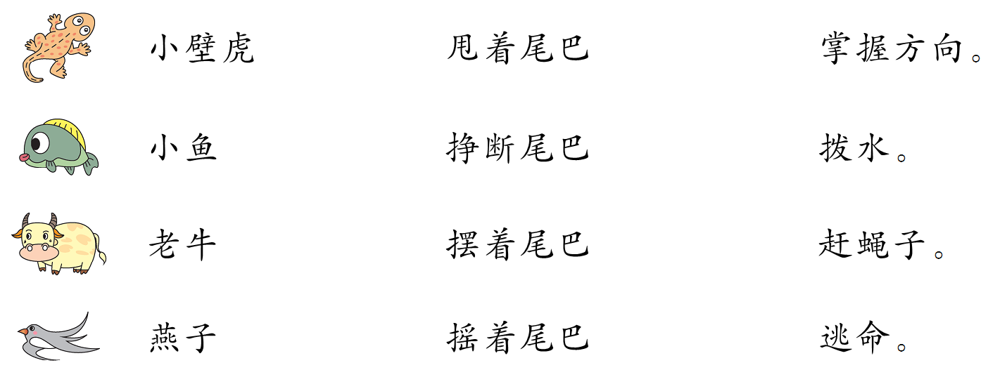 小壁虎 甩着尾巴 掌握方向。
小鱼 挣断尾巴 拨水。
老牛 摆着尾巴 赶蝇子。
燕子 摇着尾巴 逃命。